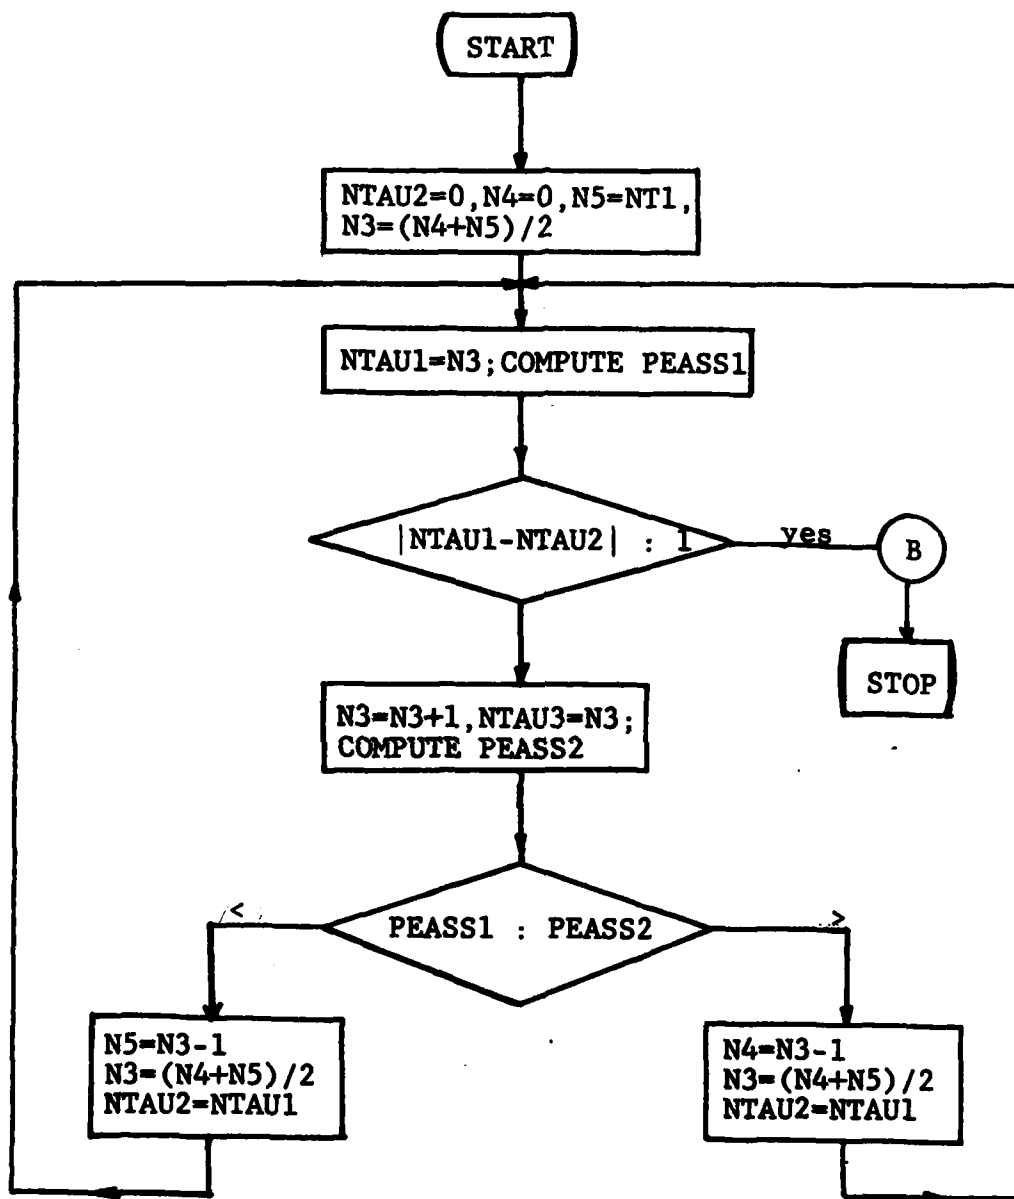 START
NTAU2=0,N4=0,N5=NT1,
N3=(N4+N5)/2
NTAU1=N3;COMPUTE PEASS1
|NTAU1-NTAU2| : 1
yes
B
STOP
N3=N3+1,NTAU3=N3;
COMPUTE PEASS2
PEASS1 : PEASS2
<
>
N5=N3-1
N3=(N4+N5)/2
NTAU2=NTAU1
N4=N3-1
N3=(N4+N5)/2
NTAU2=NTAU1